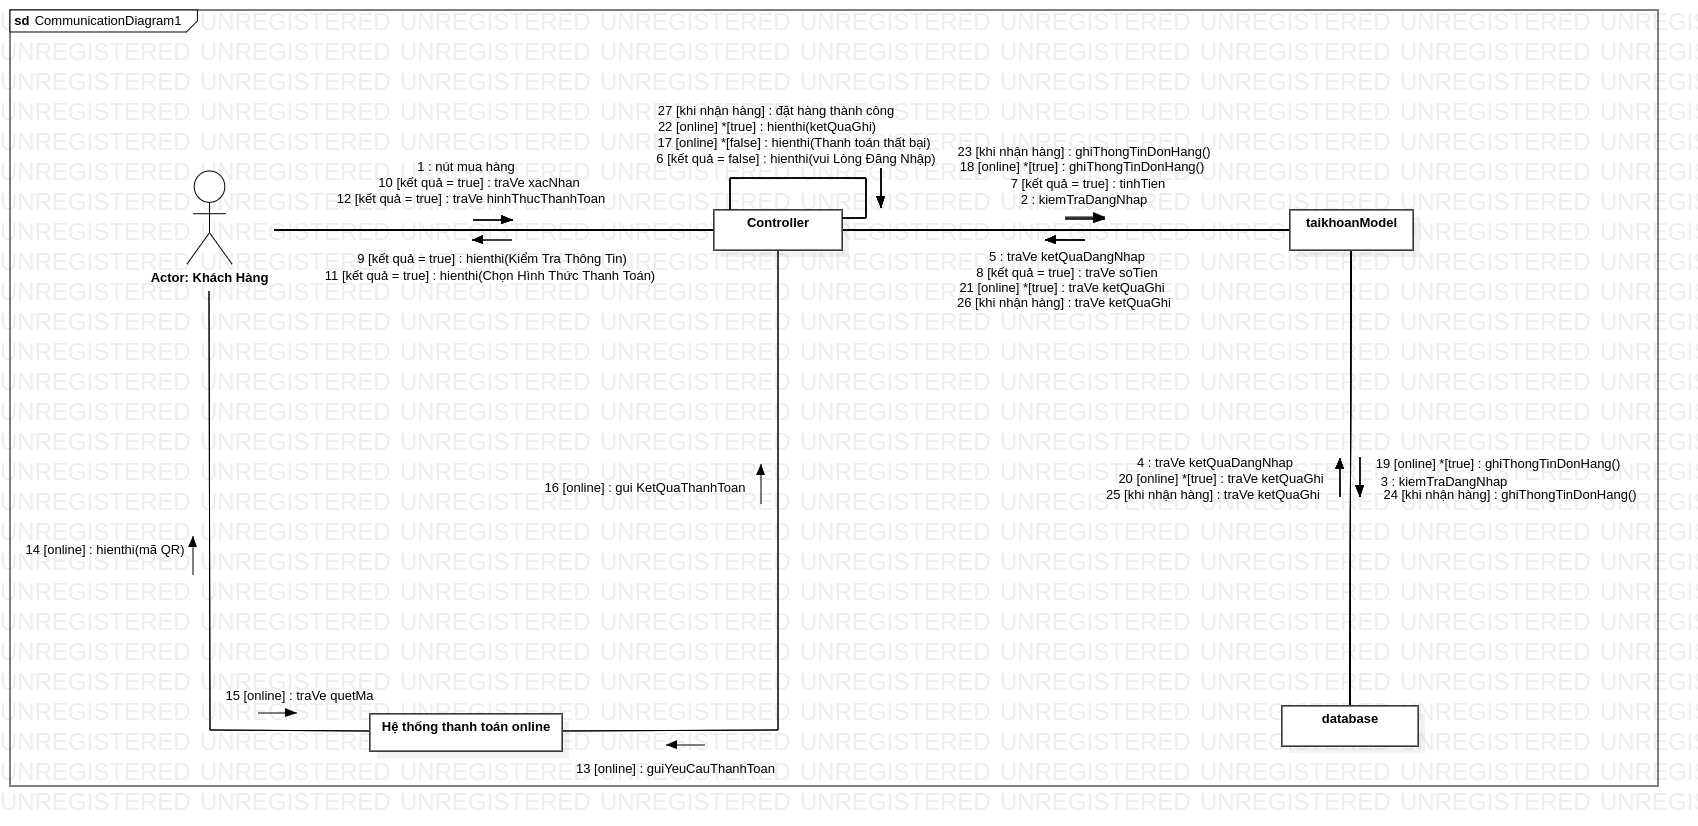 sd CommunicationDiagram1
27 [khi nhận hàng] : đặt hàng thành công
22 [online] *[true] : hienthi(ketQuaGhi)
17 [online] *[false] : hienthi(Thanh toán thất bại)
6 [kết quả = false] : hienthi(vui Lòng Đăng Nhập)
1 : nút mua hàng
10 [kết quả = true] : traVe xacNhan
12 [kết quả = true] : traVe hinhThucThanhToan
23 [khi nhận hàng] : ghiThongTinDonHang()
18 [online] *[true] : ghiThongTinDonHang()
7 [kết quả = true] : tinhTien
2 : kiemTraDangNhap
Controller
taikhoanModel
Actor: Khách Hàng
9 [kết quả = true] : hienthi(Kiểm Tra Thông Tin)
11 [kết quả = true] : hienthi(Chọn Hình Thức Thanh Toán)
5 : traVe ketQuaDangNhap
8 [kết quả = true] : traVe soTien
21 [online] *[true] : traVe ketQuaGhi
26 [khi nhận hàng] : traVe ketQuaGhi
4 : traVe ketQuaDangNhap
20 [online] *[true] : traVe ketQuaGhi
25 [khi nhận hàng] : traVe ketQuaGhi
19 [online] *[true] : ghiThongTinDonHang()
3 : kiemTraDangNhap
24 [khi nhận hàng] : ghiThongTinDonHang()
16 [online] : gui KetQuaThanhToan
14 [online] : hienthi(mã QR)
15 [online] : traVe quetMa
Hệ thống thanh toán online
database
13 [online] : guiYeuCauThanhToan
UNREGISTERED